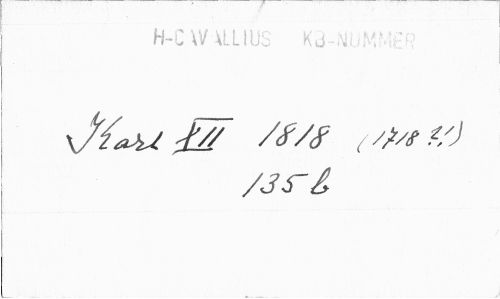 H-CAVALLIUS KB-NUMMER
Karl XII 1818 (1718 ?!)
135 b